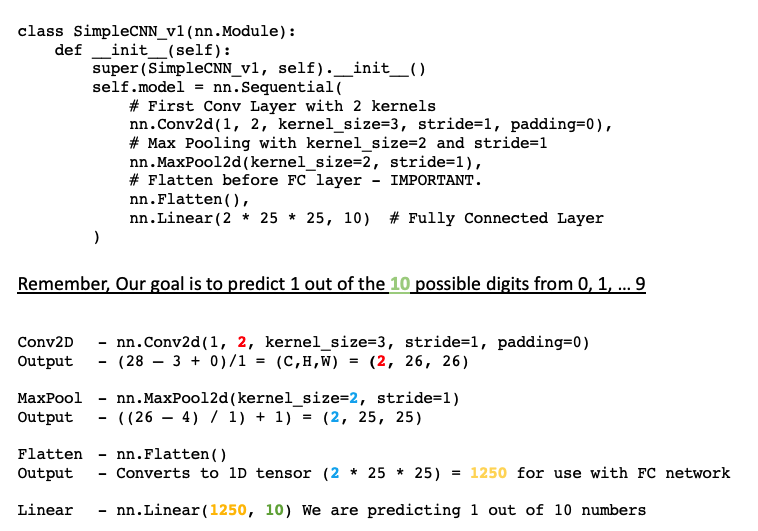 class SimpleCNN_v1(nn.Module):
    def __init__(self):
        super(SimpleCNN_v1, self).__init__()
        self.model = nn.Sequential(
            # First Conv Layer with 2 kernels
            nn.Conv2d(1, 2, kernel_size=3, stride=1, padding=0),
            # Max Pooling with kernel_size=2 and stride=1
            nn.MaxPool2d(kernel_size=2, stride=1),
            # Flatten before FC layer – IMPORTANT.
            nn.Flatten(),
            nn.Linear(2 * 25 * 25, 10)  # Fully Connected Layer
        )
Remember, Our goal is to predict 1 out of the 10 possible digits from 0, 1, … 9
Conv2D  – nn.Conv2d(1, 2, kernel_size=3, stride=1, padding=0)
Output  – (28 – 3 + 0)/1 = (C,H,W) = (2, 26, 26)
MaxPool – nn.MaxPool2d(kernel_size=2, stride=1)
Output  – ((26 – 4) / 1) + 1) = (2, 25, 25)
Flatten – nn.Flatten()
Output  – Converts to 1D tensor (2 * 25 * 25) = 1250 for use with FC network
Linear  – nn.Linear(1250, 10) We are predicting 1 out of 10 numbers